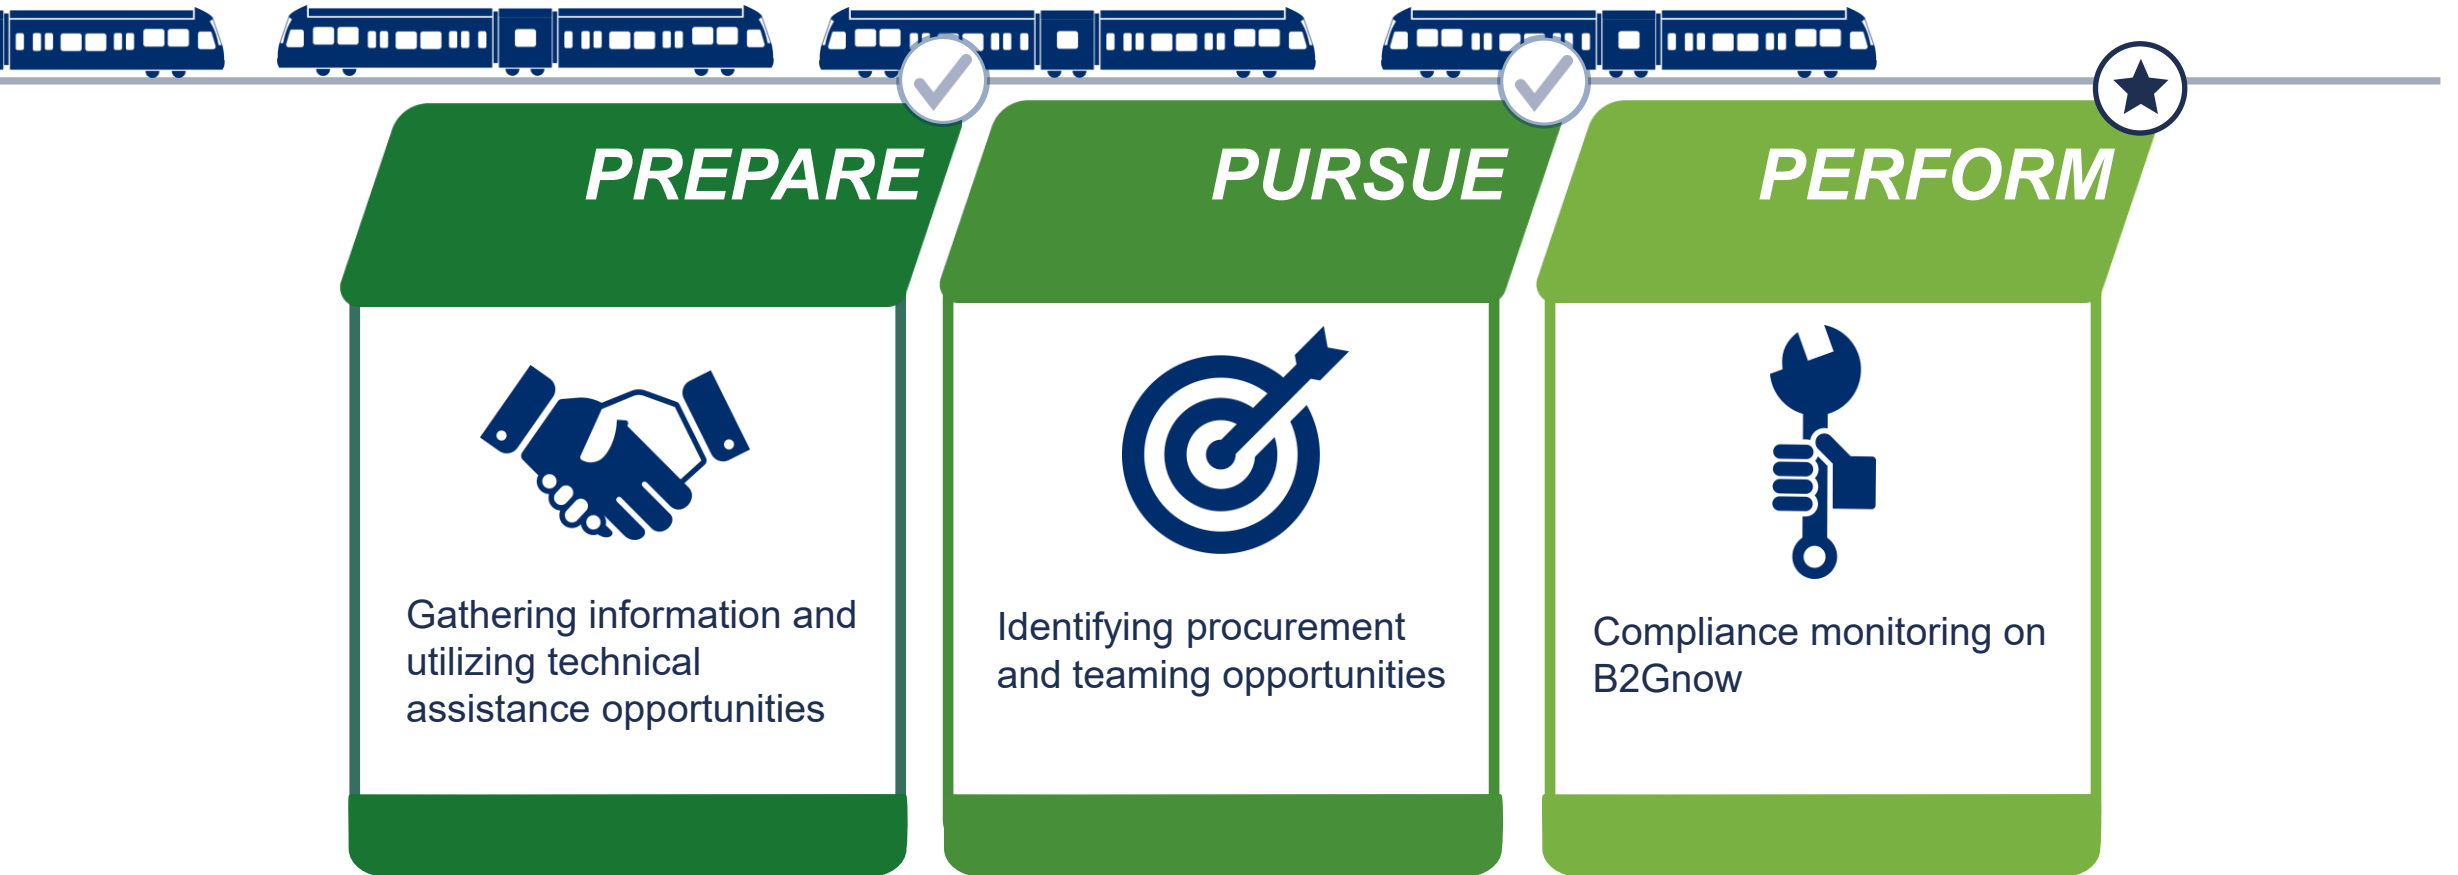 PREPARE
PURSUE
PERFORM
Gathering information and
utilizing technical
assistance opportunities
Identifying procurement
and teaming opportunities
Compliance monitoring on
B2Gnow